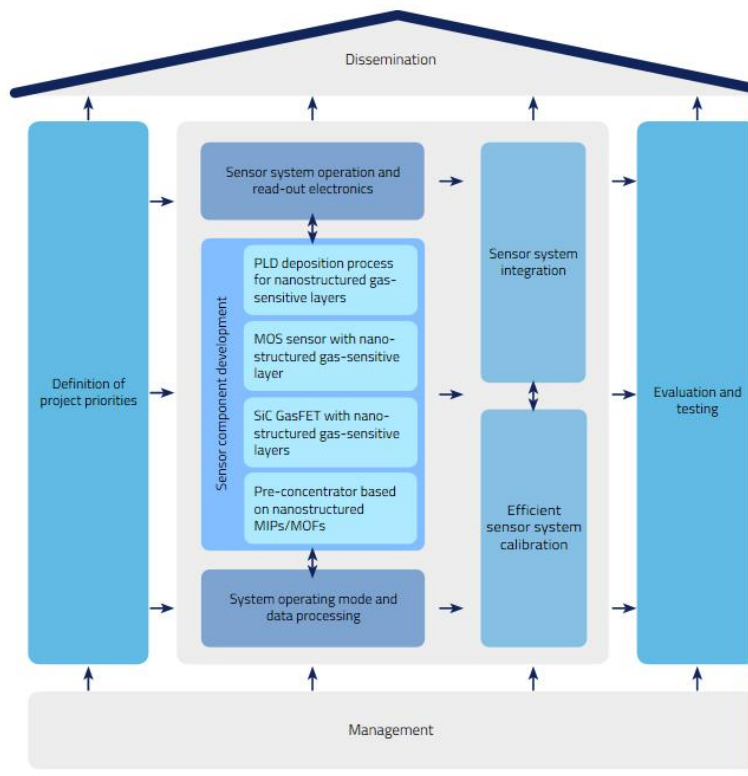 Dissemination
Definition of
project priorities
Sensor system operation and
read-out electronics
Sensor component development
PLD deposition process
for nanostructured gas-
sensitive layers
MOS sensor with nano-
structured gas-sensitive
layer
SiC GasFET with nano-
structured gas-sensitive
layers
Pre-concentrator based
on nanostructured
MIPs/MOFs
System operating mode and
data processing
Sensor system
integration
Efficient
sensor system
calibration
Evaluation and
testing
Management